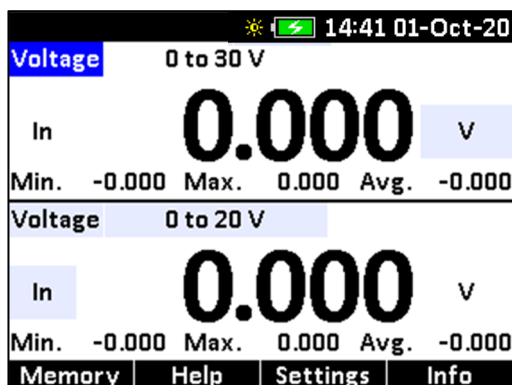 14:41 01-Oct-20
Voltage 0 to 30 V
In 0.000 V
Min. -0.000 Max. 0.000 Avg. -0.000
Voltage 0 to 20 V
In 0.000 V
Min. -0.000 Max. 0.000 Avg. -0.000
Memory Help Settings Info